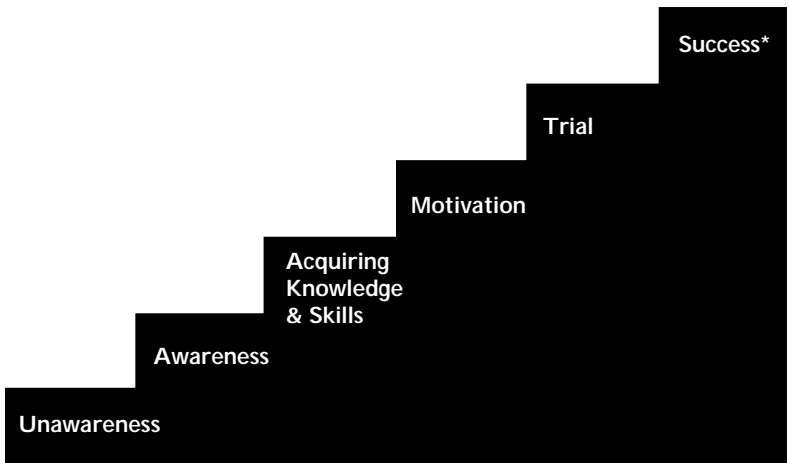 Success*
Trial
Motivation
Acquiring
Knowledge
& Skills
Awareness
Unawareness